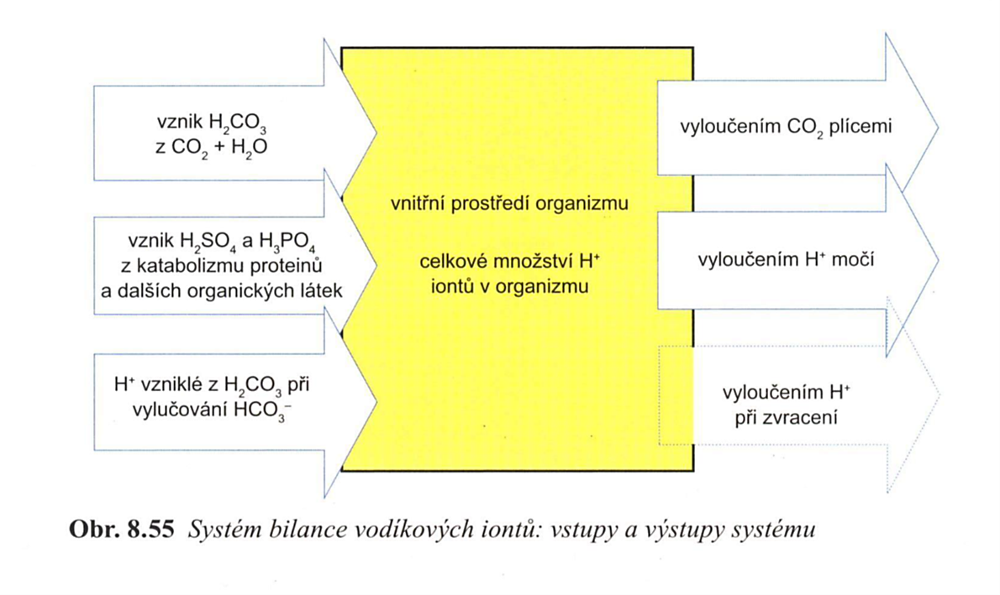 vznik H₂CO₃
z CO₂ + H₂O
vznik H₂SO₄ a H₃PO₄
z katabolizmu proteinů
a dalších organických látek
H⁺ vzniklé z H₂CO₃ při
vylučování HCO₃⁻
vnitřní prostředí organizmu
celkové množství H⁺
iontů v organizmu
vyloučením CO₂ plícemi
vyloučením H⁺ močí
vyloučením H⁺
při zvracení
Obr. 8.55 Systém bilance vodíkových iontů: vstupy a výstupy systému